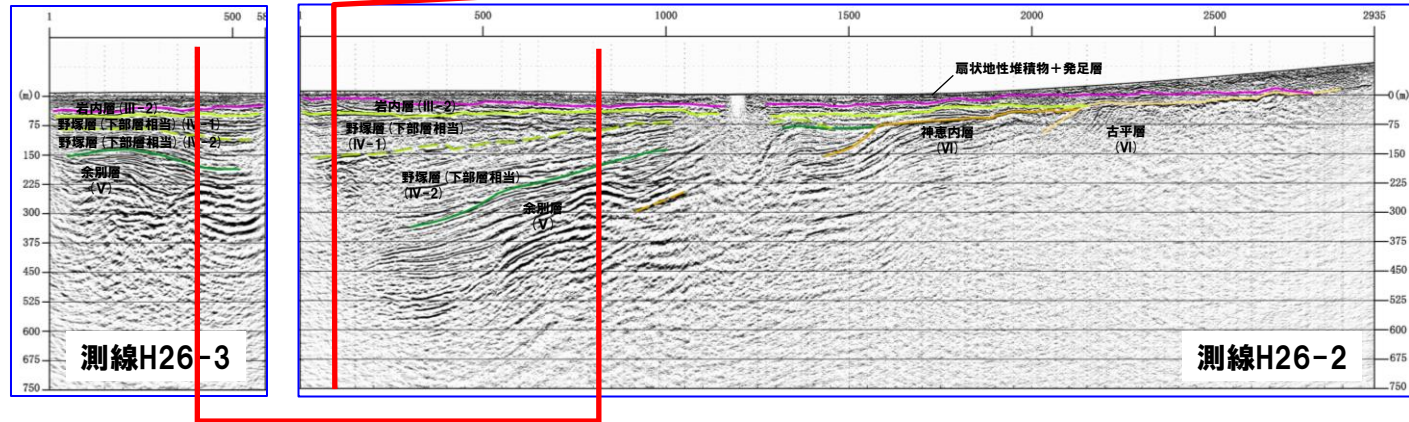 1 500 58
(m) 0
75
150
225
300
375
450
525
600
675
750
岩内層(III-2)
野塚層(下部層相当)(IV-1)
野塚層(下部層相当)(IV-2)
余別層
(V)
測線H26-3
1 500 1000 1500 2000 2500 2935
扇状地性堆積物+発足層
岩内層(III-2)
野塚層(下部層相当)
(IV-1)
野塚層(下部層相当)
(IV-2)
余別層
(V)
神恵内層
(VI)
古平層
(VI)
0(m)
75
150
225
300
375
450
525
600
675
750
測線H26-2